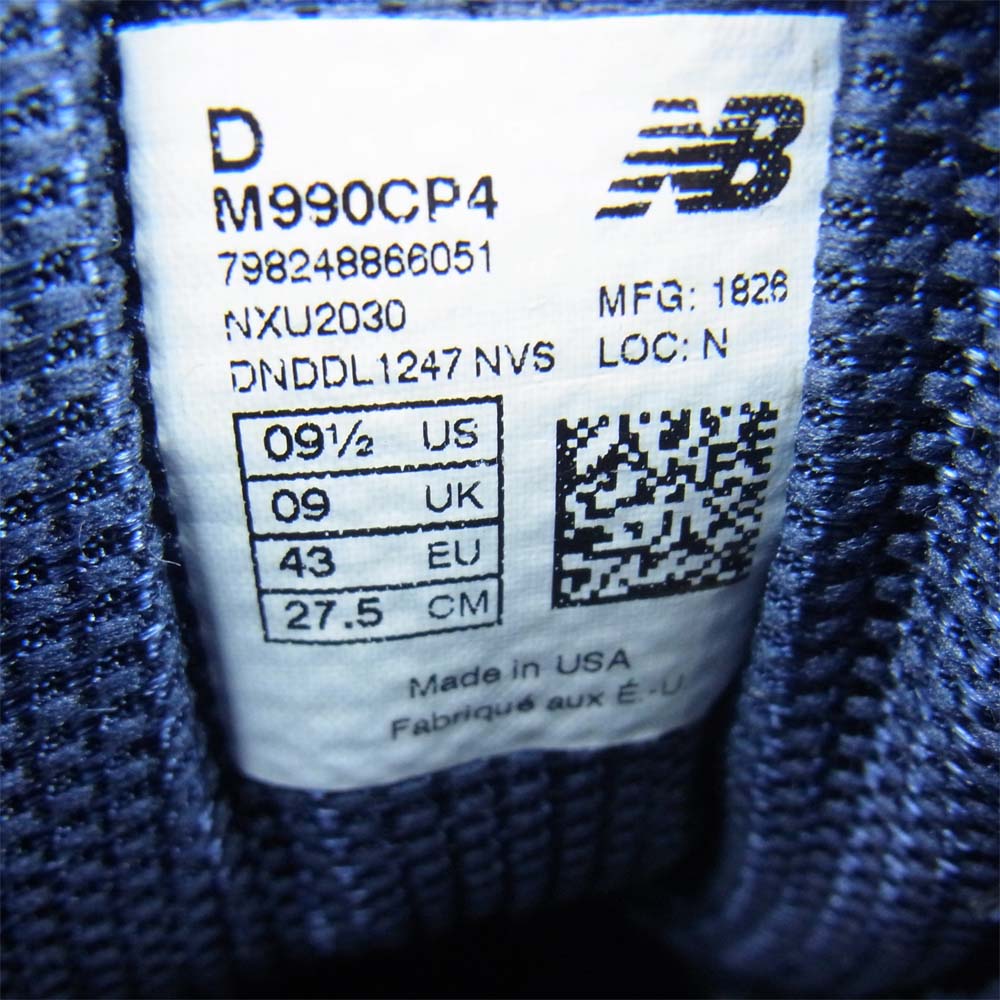 D
NB
M990CP4
798248866051
NXU2030
MFG: 1826
DNDDL1247 NVS
LOC: N
09½ US
09 UK
43 EU
27.5 CM
Made in USA
Fabriqué aux É.-U.